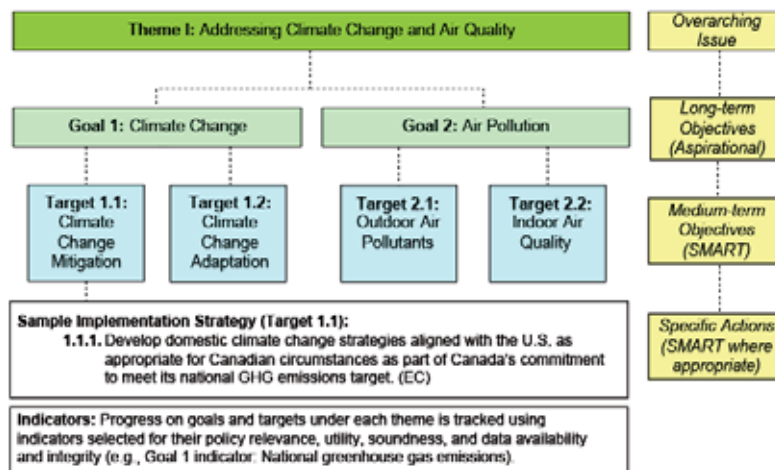 Theme I: Addressing Climate Change and Air Quality
Overarching
Issue
Goal 1: Climate Change
Goal 2: Air Pollution
Long-term
Objectives
(Aspirational)
Target 1.1:
Climate
Change
Mitigation
Target 1.2:
Climate
Change
Adaptation
Target 2.1:
Outdoor Air
Pollutants
Target 2.2:
Indoor Air
Quality
Medium-term
Objectives
(SMART)
Sample Implementation Strategy (Target 1.1):
1.1.1. Develop domestic climate change strategies aligned with the U.S. as
appropriate for Canadian circumstances as part of Canada's commitment
to meet its national GHG emissions target. (EC)
Specific Actions
(SMART where
appropriate)
Indicators: Progress on goals and targets under each theme is tracked using
indicators selected for their policy relevance, utility, soundness, and data availability
and integrity (e.g., Goal 1 indicator: National greenhouse gas emissions).